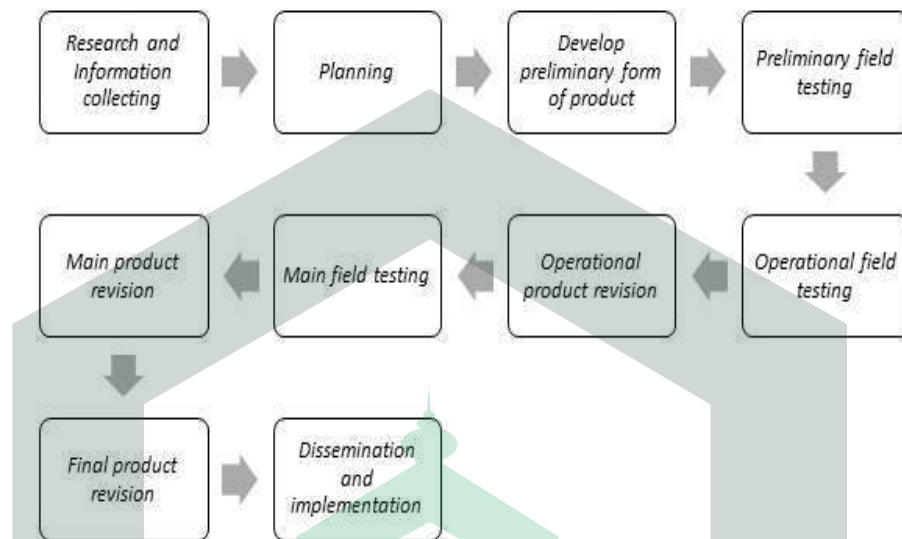 Research and
Information
collecting
Planning
Develop
preliminary form
of product
Preliminary field
testing
Operational field
testing
Operational
product revision
Main field testing
Main product
revision
Final product
revision
Dissemination
and
implementation